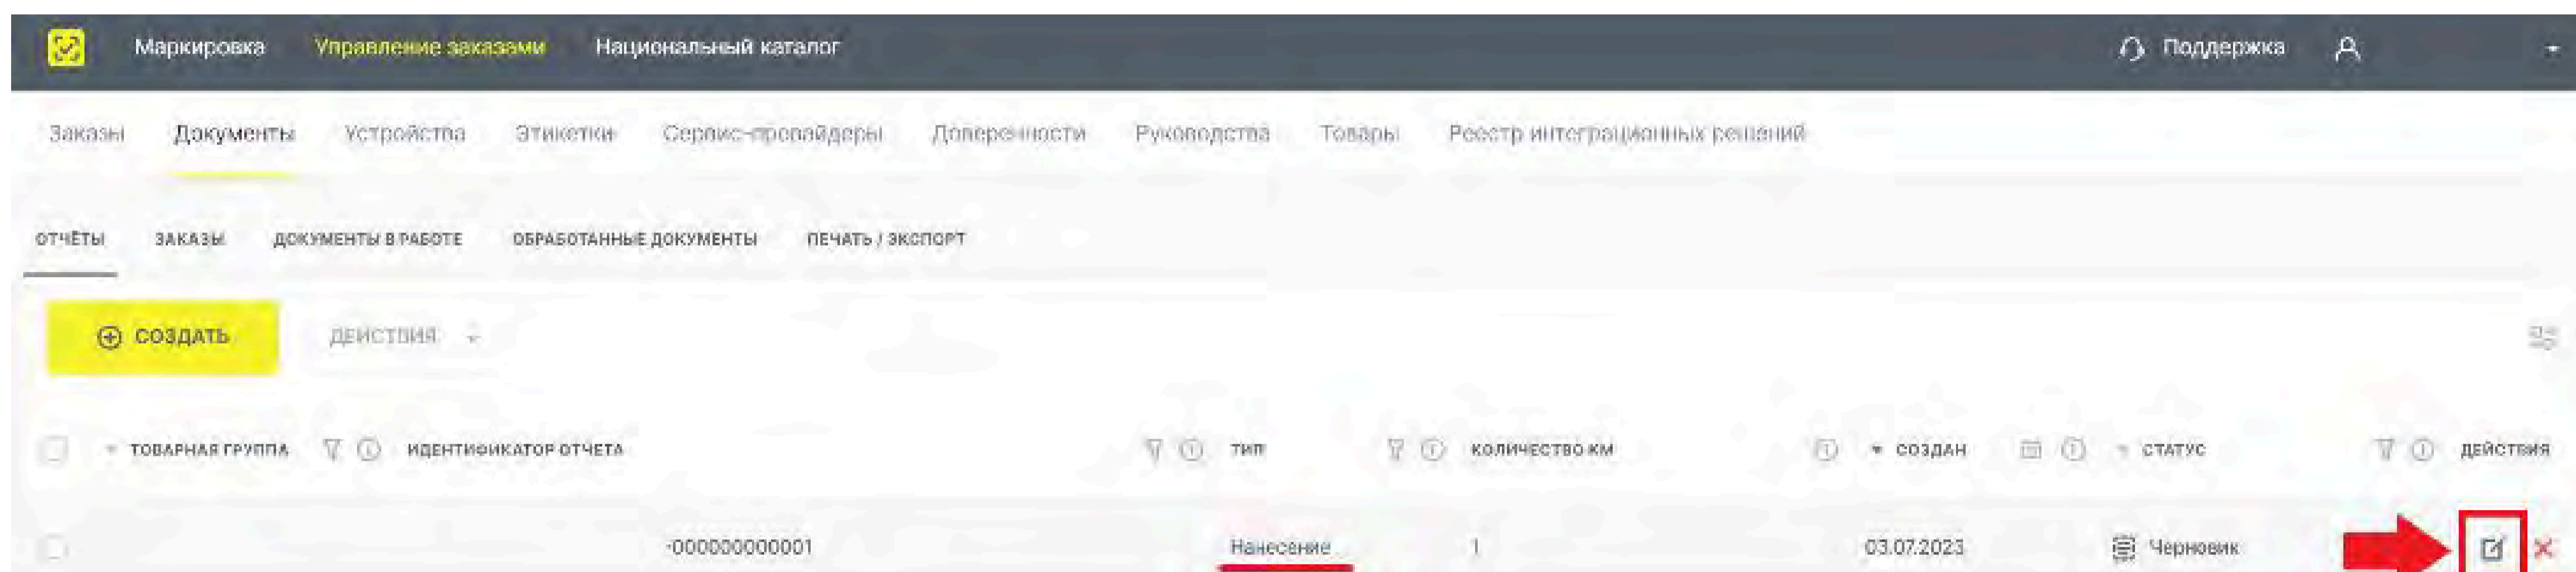 Маркировка Управление заказами Национальный каталог Поддержка
Заказы Документы Устройства Этикетки Сервис-провайдеры Доверенности Руководства Товары Реестр интеграционных решений
ОТЧЁТЫ ЗАКАЗЫ ДОКУМЕНТЫ В РАБОТЕ ОБРАБОТАННЫЕ ДОКУМЕНТЫ ПЕЧАТЬ / ЭКСПОРТ
СОЗДАТЬ ДЕЙСТВИЯ
ТОВАРНАЯ ГРУППА ИДЕНТИФИКАТОР ОТЧЕТА ТИП КОЛИЧЕСТВО КМ СОЗДАН СТАТУС ДЕЙСТВИЯ
-000000000001 Нанесение 1 03.07.2023 Черновик